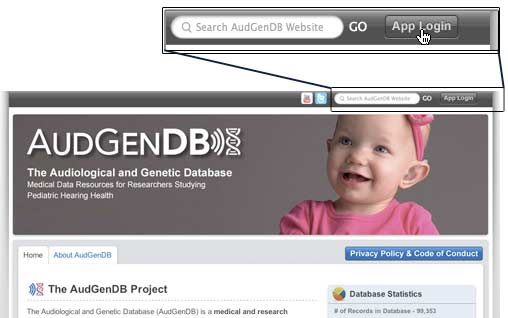 Search AudGenDB Website GO App Login
Search AudGenDB Website GO App Login
AUDGENDB
The Audiological and Genetic Database
Medical Data Resources for Researchers Studying
Pediatric Hearing Health
Home About AudGenDB Privacy Policy & Code of Conduct
The AudGenDB Project
Database Statistics
The Audiological and Genetic Database (AudGenDB) is a medical and research
# of Records in Database - 99,353